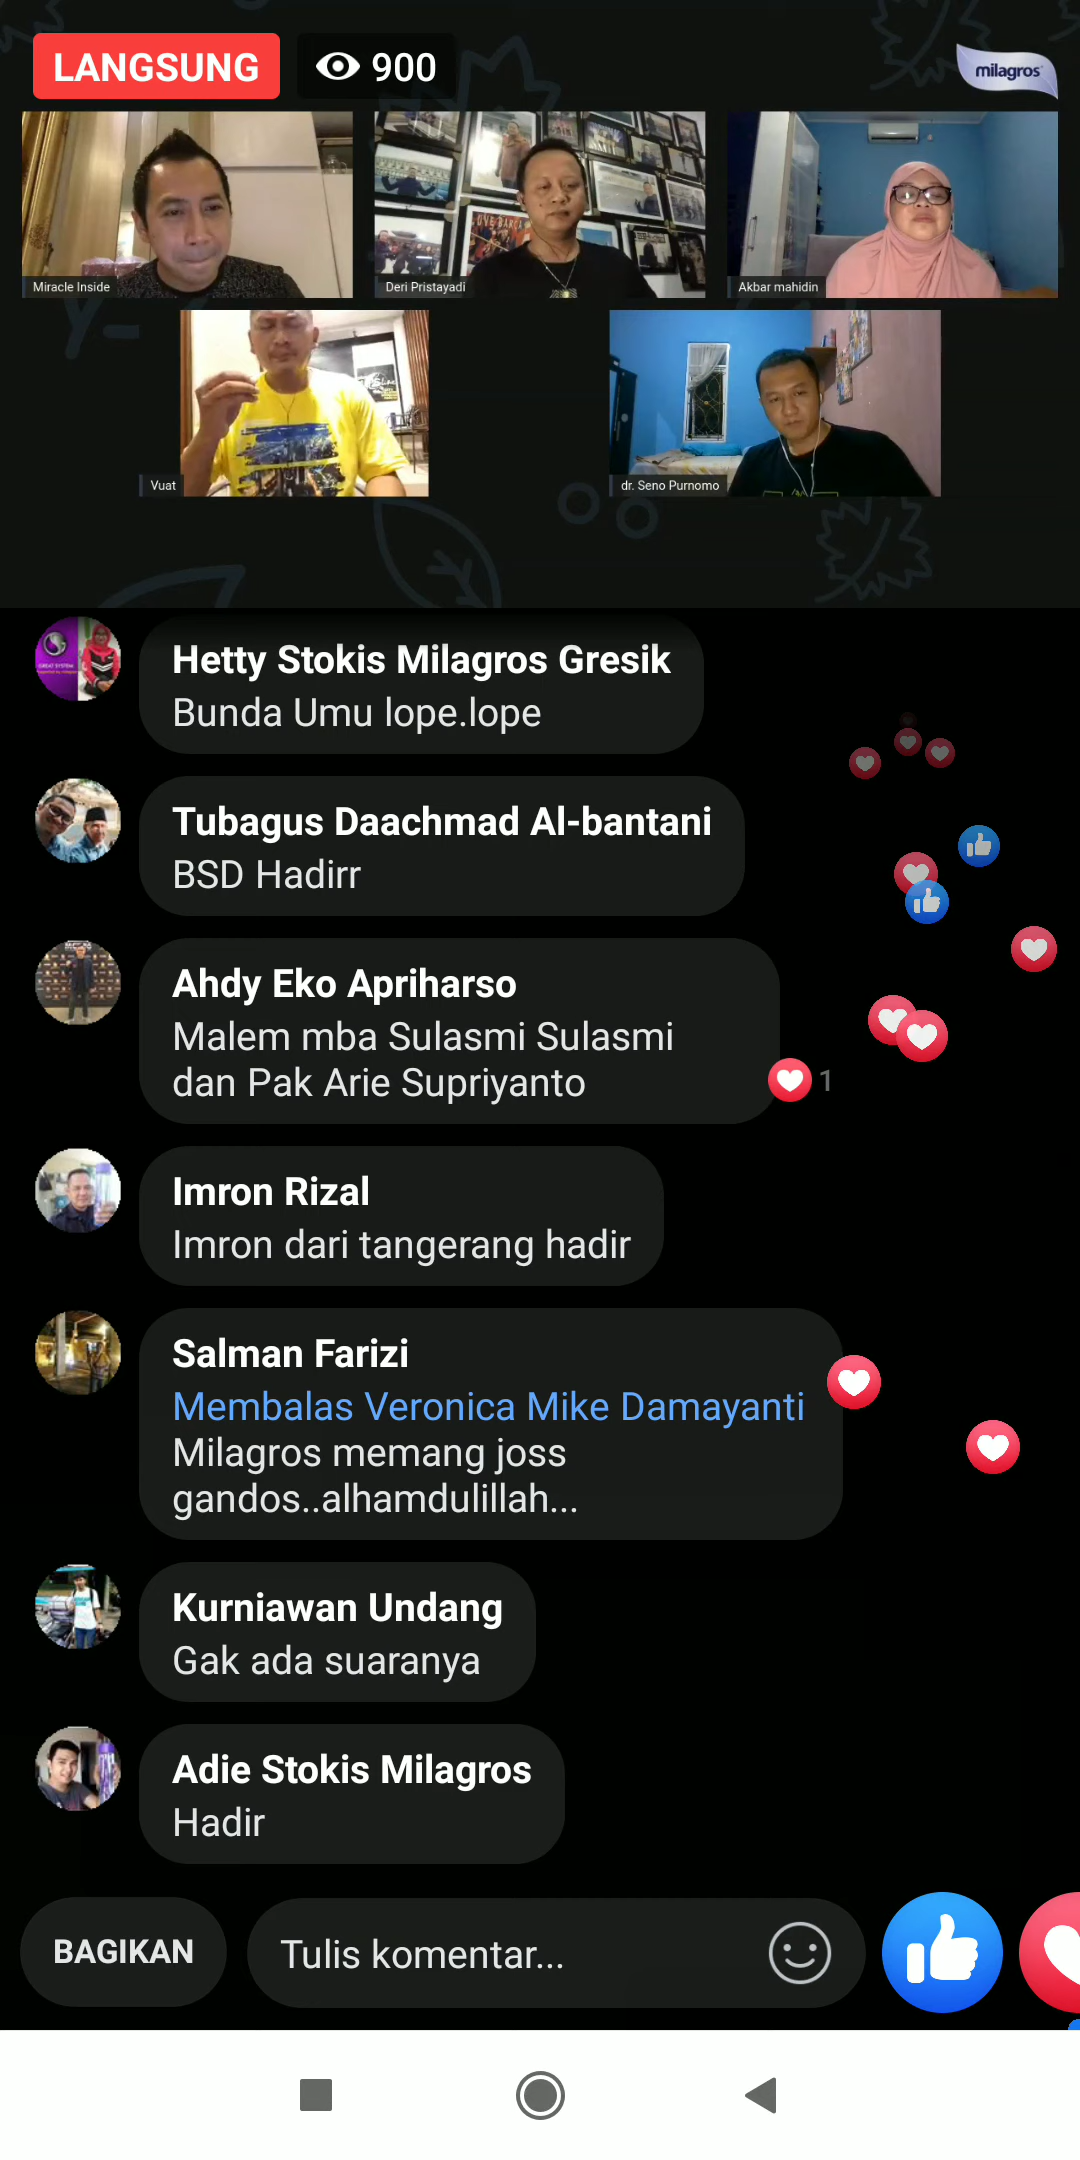 LANGSUNG
900
milagros
Miracle Inside
Deri Pristayadi
Akbar mahidin
Vuat
dr. Seno Purnomo
Hetty Stokis Milagros Gresik
Bunda Umu lope.lope
Tubagus Daachmad Al-bantani
BSD Hadirr
Ahdy Eko Apriharso
Malem mba Sulasmi Sulasmi
dan Pak Arie Supriyanto
1
Imron Rizal
Imron dari tangerang hadir
Salman Farizi
Membalas Veronica Mike Damayanti
Milagros memang joss
gandos..alhamdulillah...
Kurniawan Undang
Gak ada suaranya
Adie Stokis Milagros
Hadir
BAGIKAN
Tulis komentar...